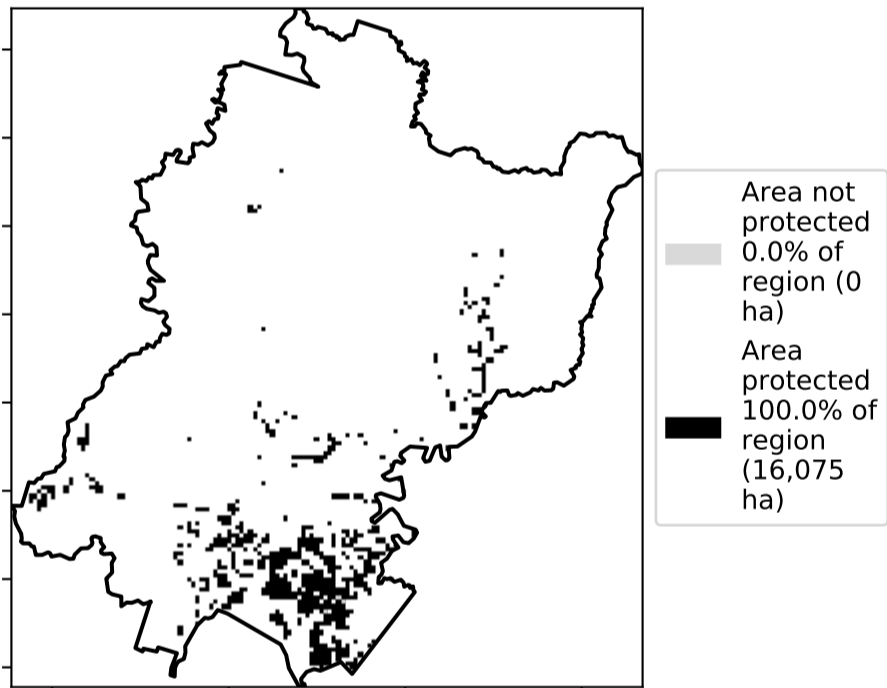 Area not
protected
0.0% of
region (0
ha)
Area
protected
100.0% of
region
(16,075
ha)